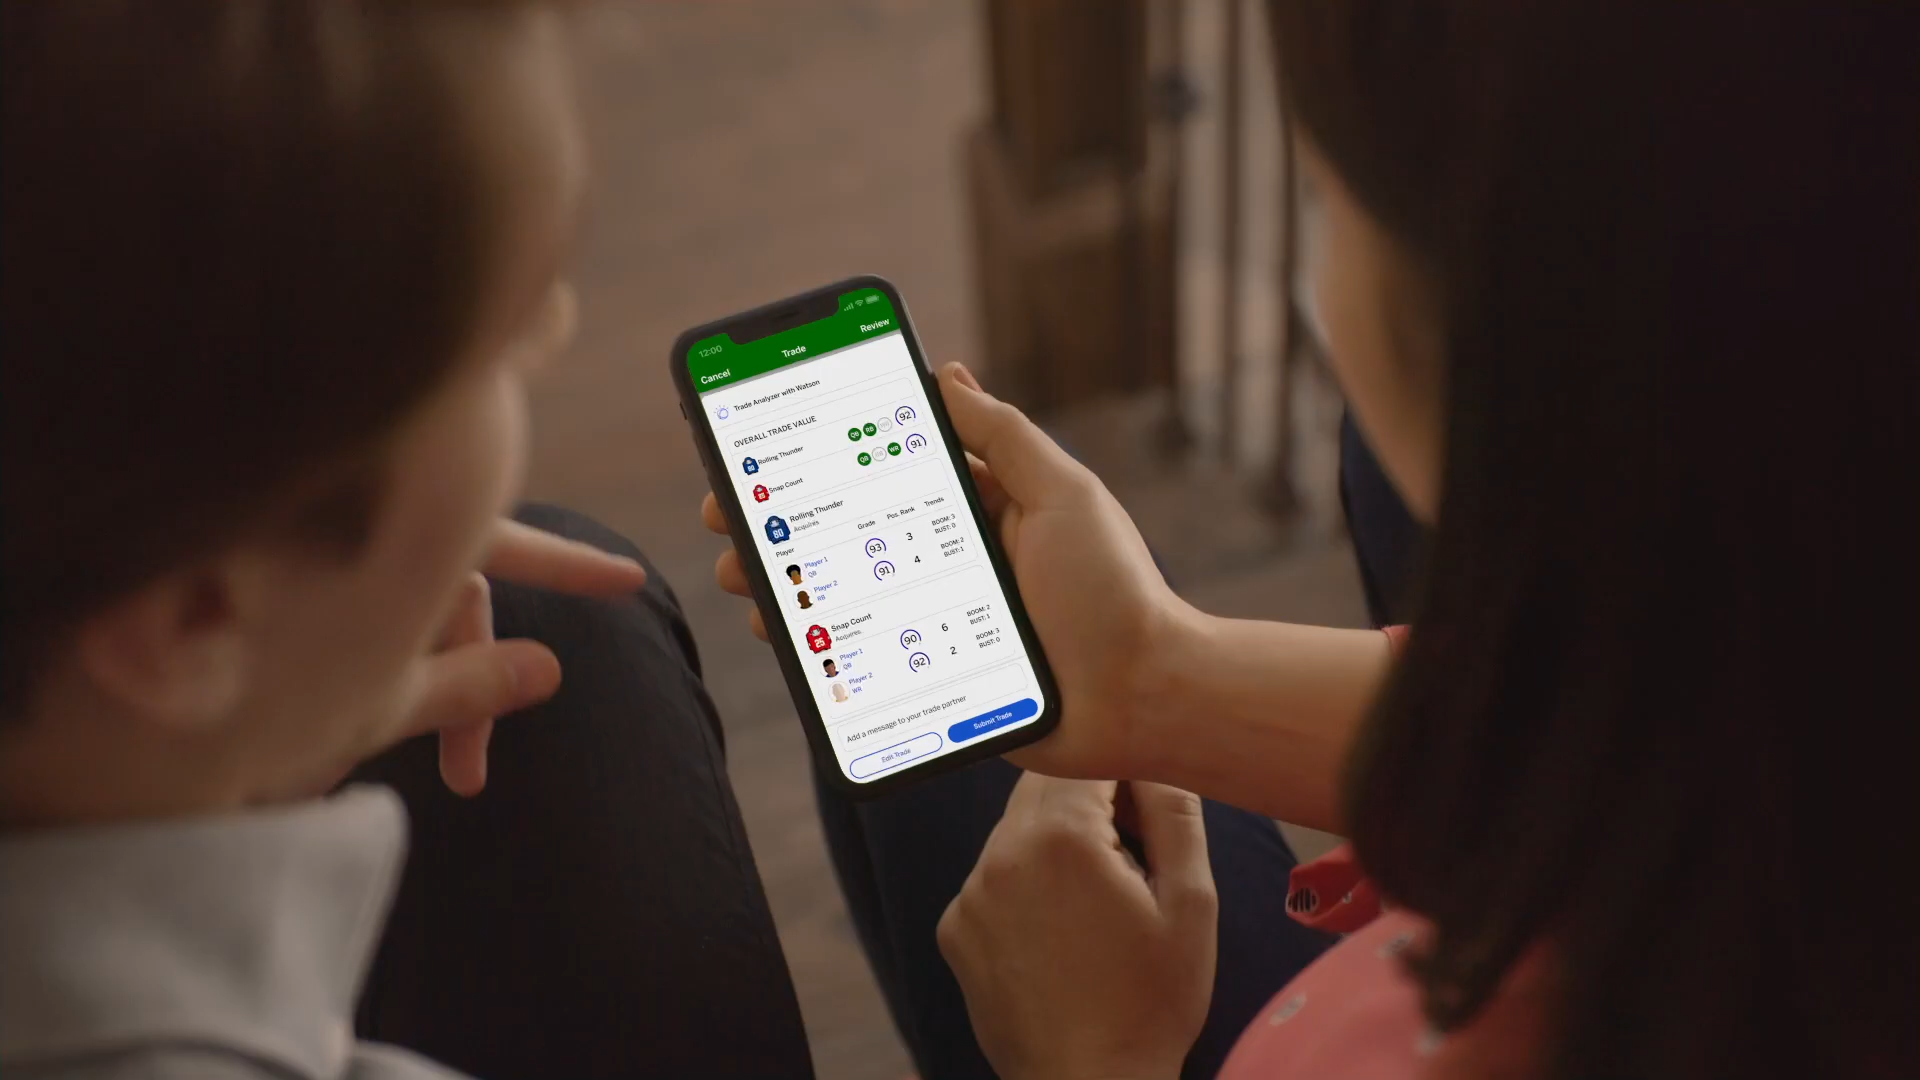 12:00
Cancel Trade Review
Trade Analyzer with Watson
OVERALL TRADE VALUE
Rolling Thunder QB RB 92
Snap Count QB WR 91
80 Rolling Thunder
Acquires
Player Grade Pos. Rank Trends
Player 1 93 3 BOOM: 3
QB BUST: 0
Player 2 91 4 BOOM: 2
RB BUST: 1
25 Snap Count
Acquires
Player 1 90 6 BOOM: 2
QB BUST: 1
Player 2 92 2 BOOM: 3
WR BUST: 0
Add a message to your trade partner
Edit Trade Submit Trade